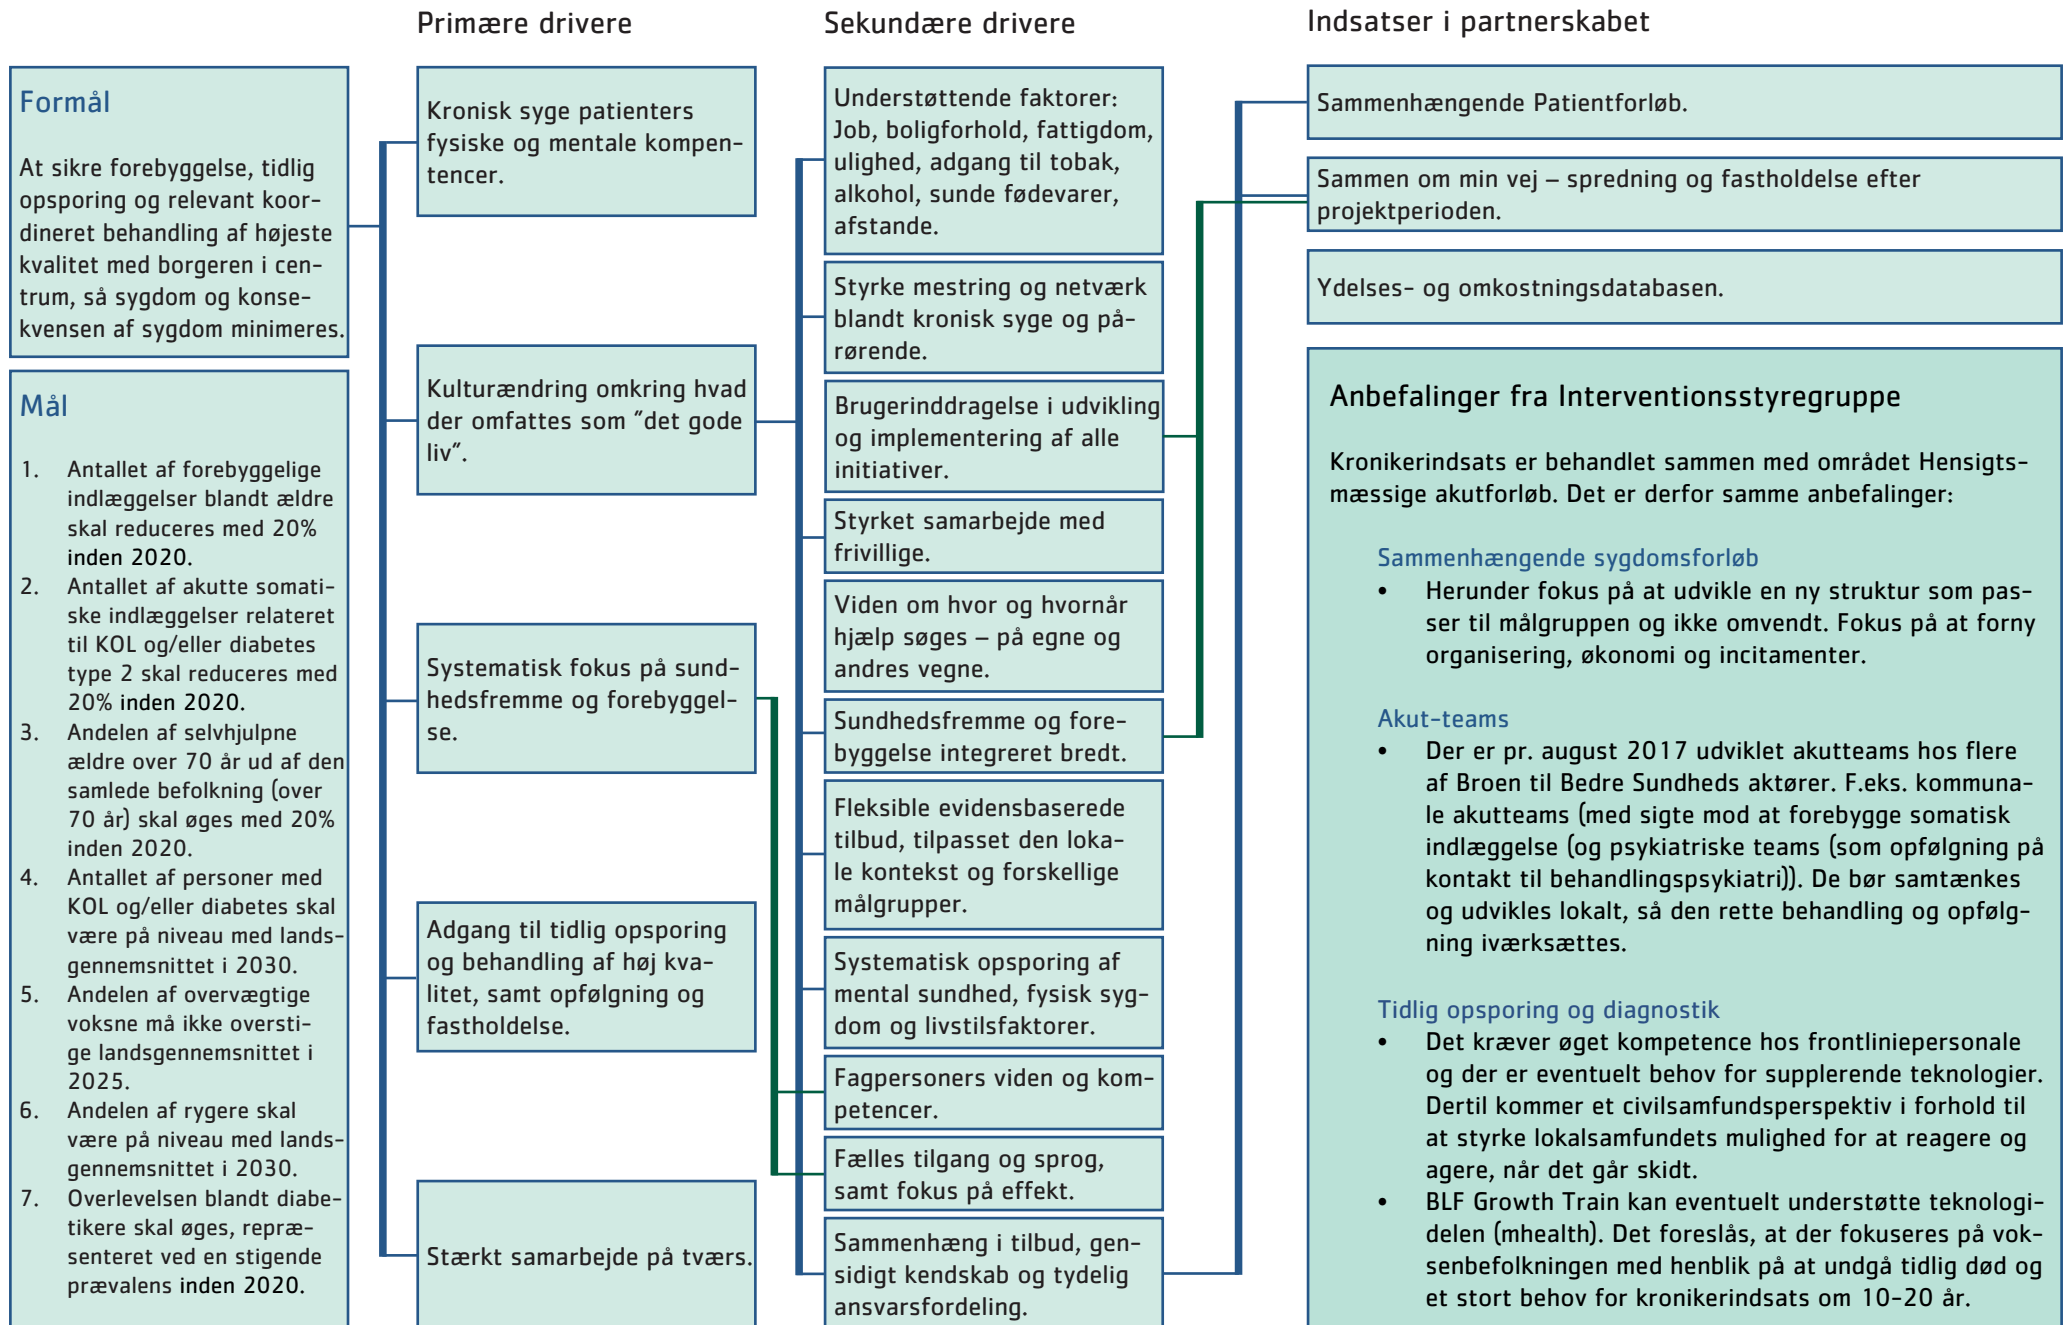 Primære drivere
Sekundære drivere
Indsatser i partnerskabet
Formål
At sikre forebyggelse, tidlig
opsporing og relevant koor-
dineret behandling af højeste
kvalitet med borgeren i cen-
trum, så sygdom og konse-
kvensen af sygdom minimeres.
Mål
1. Antallet af forebyggelige
indlæggelser blandt ældre
skal reduceres med 20%
inden 2020.
2. Antallet af akutte somati-
ske indlæggelser relateret
til KOL og/eller diabetes
type 2 skal reduceres med
20% inden 2020.
3. Andelen af selvhjulpne
ældre over 70 år ud af den
samlede befolkning (over
70 år) skal øges med 20%
inden 2020.
4. Antallet af personer med
KOL og/eller diabetes skal
være på niveau med lands-
gennemsnittet i 2030.
5. Andelen af overvægtige
voksne må ikke oversti-
ge landsgennemsnittet i
2025.
6. Andelen af rygere skal
være på niveau med lands-
gennemsnittet i 2030.
7. Overlevelsen blandt diabe-
tikere skal øges, repræ-
senteret ved en stigende
prævalens inden 2020.
Kronisk syge patienters
fysiske og mentale kompen-
tencer.
Kulturændring omkring hvad
der omfattes som ”det gode
liv”.
Systematisk fokus på sund-
hedsfremme og forebyggel-
se.
Adgang til tidlig opsporing
og behandling af høj kva-
litet, samt opfølgning og
fastholdelse.
Stærkt samarbejde på tværs.
Understøttende faktorer:
Job, boligforhold, fattigdom,
ulighed, adgang til tobak,
alkohol, sunde fødevarer,
afstande.
Styrke mestring og netværk
blandt kronisk syge og på-
rørende.
Brugerinddragelse i udvikling
og implementering af alle
initiativer.
Styrket samarbejde med
frivillige.
Viden om hvor og hvornår
hjælp søges – på egne og
andres vegne.
Sundhedsfremme og fore-
byggelse integreret bredt.
Fleksible evidensbaserede
tilbud, tilpasset den loka-
le kontekst og forskellige
målgrupper.
Systematisk opsporing af
mental sundhed, fysisk syg-
dom og livstilsfaktorer.
Fagpersoners viden og kom-
petencer.
Fælles tilgang og sprog,
samt fokus på effekt.
Sammenhæng i tilbud, gen-
sidigt kendskab og tydelig
ansvarsfordeling.
Sammenhængende Patientforløb.
Sammen om min vej – spredning og fastholdelse efter
projektperioden.
Ydelses- og omkostningsdatabasen.
Anbefalinger fra Interventionsstyregruppe
Kronikerindsats er behandlet sammen med området Hensigts-
mæssige akutforløb. Det er derfor samme anbefalinger:
Sammenhængende sygdomsforløb
• Herunder fokus på at udvikle en ny struktur som pas-
ser til målgruppen og ikke omvendt. Fokus på at forny
organisering, økonomi og incitamenter.
Akut-teams
• Der er pr. august 2017 udviklet akutteams hos flere
af Broen til Bedre Sundheds aktører. F.eks. kommuna-
le akutteams (med sigte mod at forebygge somatisk
indlæggelse (og psykiatriske teams (som opfølgning på
kontakt til behandlingspsykiatri)). De bør samtænkes
og udvikles lokalt, så den rette behandling og opfølg-
ning iværksættes.
Tidlig opsporing og diagnostik
• Det kræver øget kompetence hos frontliniepersonale
og der er eventuelt behov for supplerende teknologier.
Dertil kommer et civilsamfundsperspektiv i forhold til
at styrke lokalsamfundets mulighed for at reagere og
agere, når det går skidt.
• BLF Growth Train kan eventuelt understøtte teknologi-
delen (mhealth). Det foreslås, at der fokuseres på vok-
senbefolkningen med henblik på at undgå tidlig død og
et stort behov for kronikerindsats om 10-20 år.